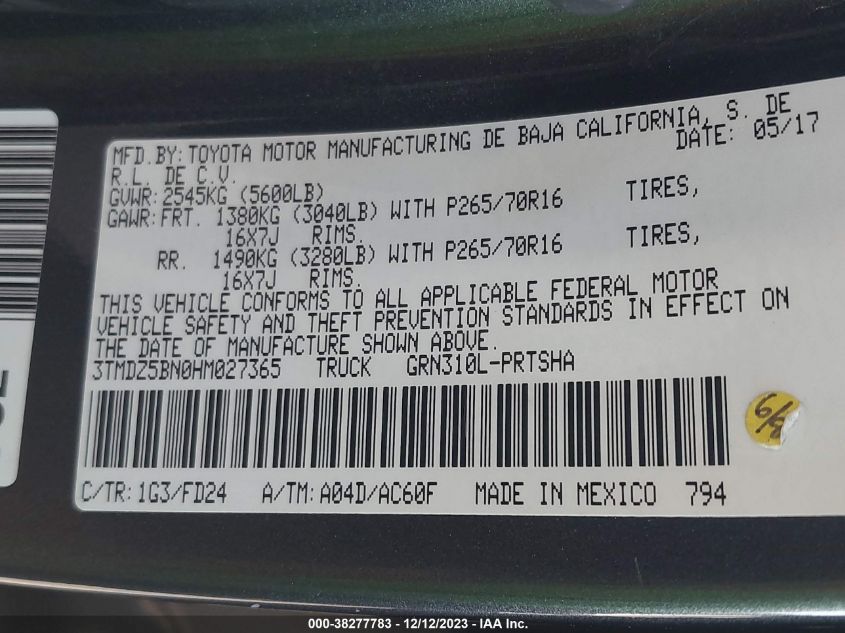 MFD.BY:TOYOTA MOTOR MANUFACTURING DE BAJA CALIFORNIA, S. DE
R.L. DE C.V. DATE: 05/17
GVWR:2545KG (5600LB)
GAWR:FRT. 1380KG (3040LB) WITH P265/70R16 TIRES,
16X7J RIMS.
RR. 1490KG (3280LB) WITH P265/70R16 TIRES,
16X7J RIMS.
THIS VEHICLE CONFORMS TO ALL APPLICABLE FEDERAL MOTOR
VEHICLE SAFETY AND THEFT PREVENTION STANDARDS IN EFFECT ON
THE DATE OF MANUFACTURE SHOWN ABOVE.
3TMDZ5BN0HM027365 TRUCK GRN310L-PRTSHA
C/TR:1G3/FD24 A/TM:A04D/AC60F MADE IN MEXICO 794
000-38277783 - 12/12/2023 - IAA Inc.